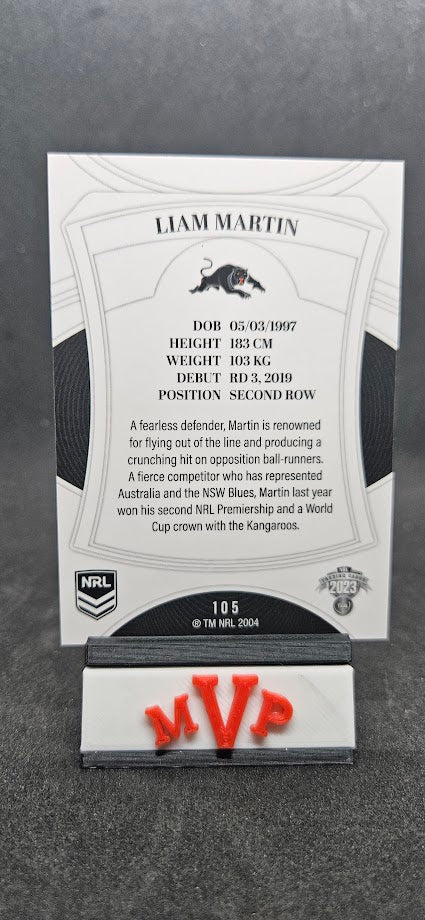 LIAM MARTIN
DOB 05/03/1997
HEIGHT 183 CM
WEIGHT 103 KG
DEBUT RD 3, 2019
POSITION SECOND ROW
A fearless defender, Martin is renowned
for flying out of the line and producing a
crunching hit on opposition ball-runners.
A fierce competitor who has represented
Australia and the NSW Blues, Martin last year
won his second NRL Premiership and a World
Cup crown with the Kangaroos.
NRL
NRL
TRADING CARDS
2023
105
® TM NRL 2004
MVP